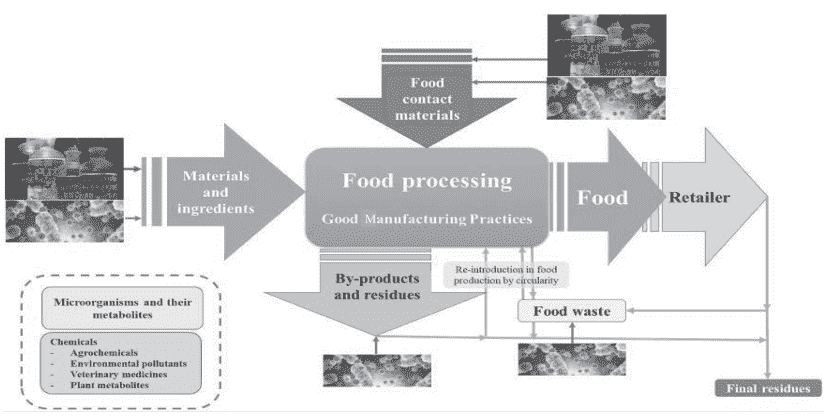 Food
contact
materials
Materials
and
ingredients
Food processing
Good Manufacturing Practices
Food
Retailer
By-products
and residues
Re-introduction in food
production by circularity
Food waste
Microorganisms and their
metabolites
Chemicals
- Agrochemicals
- Environmental pollutants
- Veterinary medicines
- Plant metabolites
Final residues